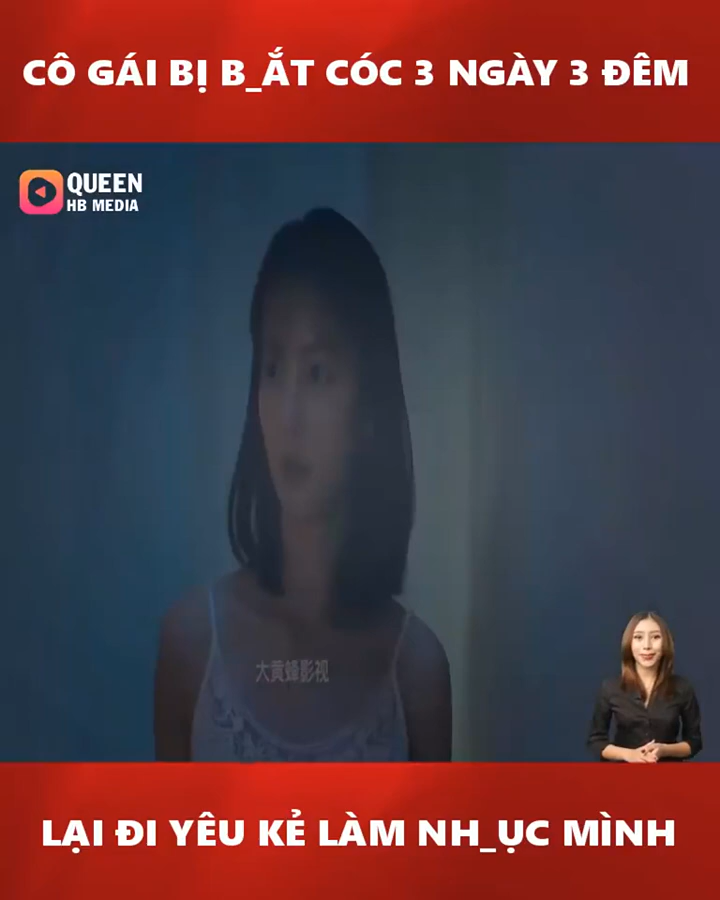 CÔ GÁI BỊ B_ẮT CÓC 3 NGÀY 3 ĐÊM
QUEEN
HB MEDIA
大黄蜂影视
LẠI ĐI YÊU KẺ LÀM NH_ỤC MÌNH